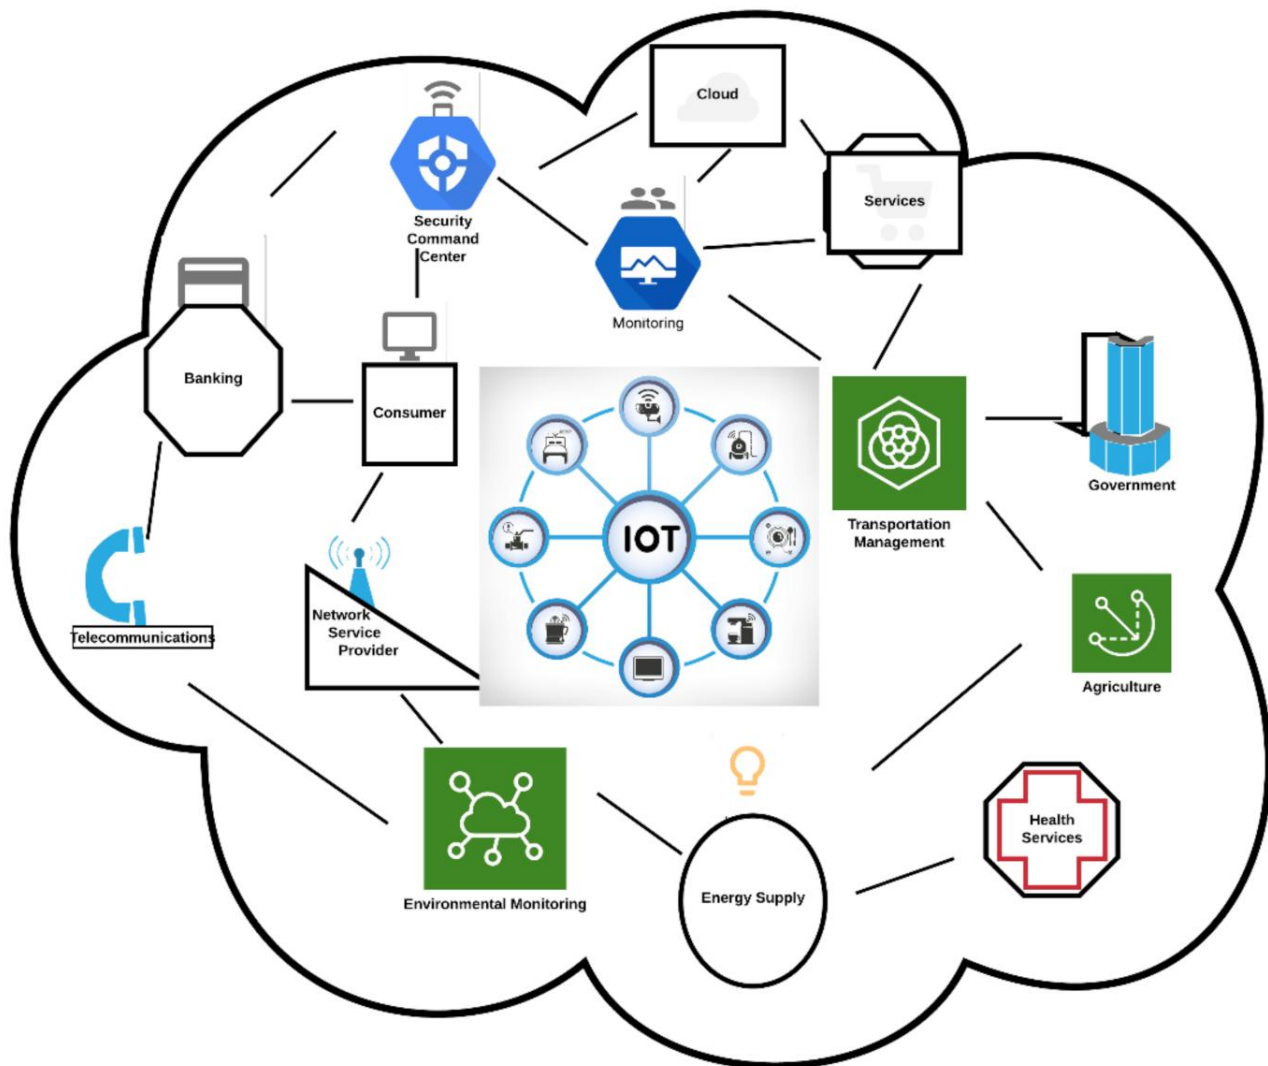 Cloud
Services
Security
Command
Center
Monitoring
Banking
Consumer
IOT
Government
Transportation
Management
Network
Service
Provider
Telecommunications
Agriculture
Health
Services
Environmental Monitoring
Energy Supply